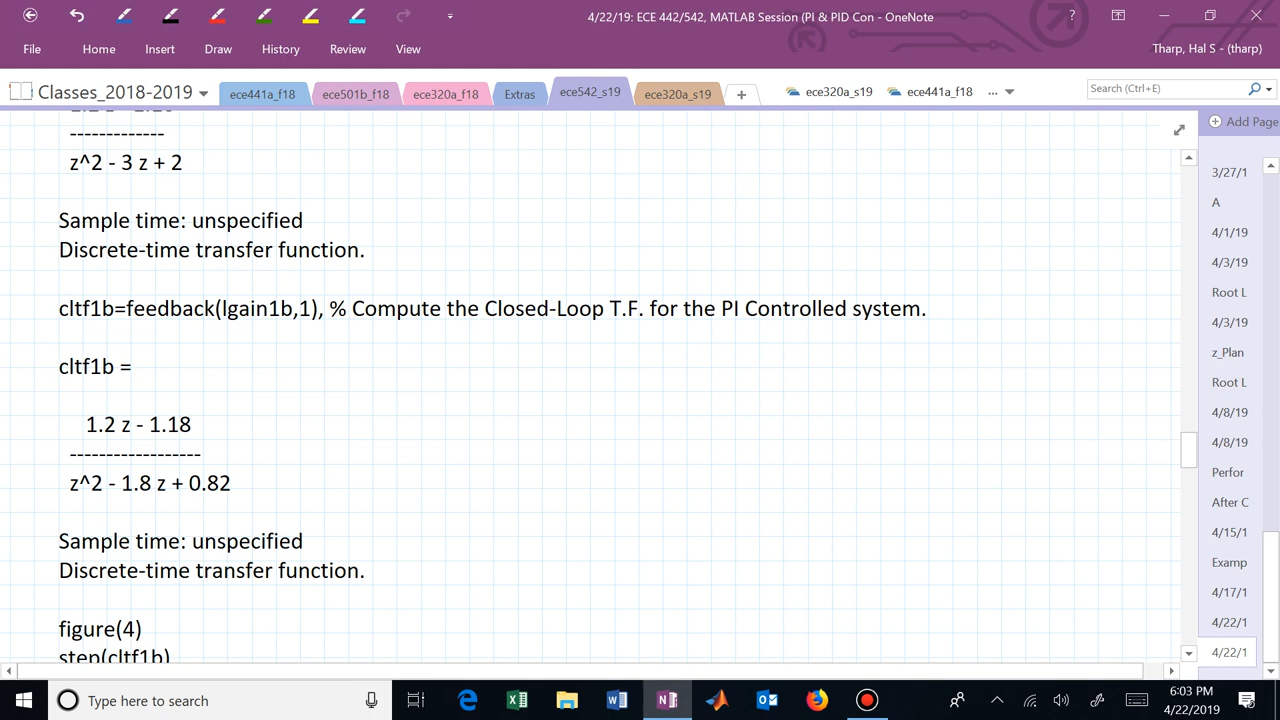 4/22/19: ECE 442/542, MATLAB Session (PI & PID Con - OneNote
?
File Home Insert Draw History Review View
Tharp, Hal S - (tharp)
Classes_2018-2019
ece441a_f18
ece501b_f18
ece320a_f18
Extras
ece542_s19
ece320a_s19
+
ece320a_s19
ece441a_f18
...
Search (Ctrl+E)
-------------
z^2 - 3 z + 2
Sample time: unspecified
Discrete-time transfer function.
cltf1b=feedback(lgain1b,1), % Compute the Closed-Loop T.F. for the PI Controlled system.
cltf1b =
1.2 z - 1.18
------------------
z^2 - 1.8 z + 0.82
Sample time: unspecified
Discrete-time transfer function.
figure(4)
step(cltf1b)
Add Page
3/27/1
A
4/1/19
4/3/19
Root L
4/3/19
z_Plan
Root L
4/8/19
4/8/19
Perfor
After C
4/15/1
Examp
4/17/1
4/22/1
4/22/1
Type here to search
6:03 PM
4/22/2019